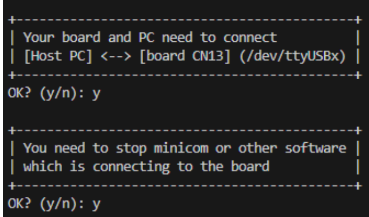 +--------------------------------------------------+
| Your board and PC need to connect |
| [Host PC] <--> [board CN13] (/dev/ttyUSBx) |
+--------------------------------------------------+
OK? (y/n): y
+--------------------------------------------------+
| You need to stop minicom or other software |
| which is connecting to the board |
+--------------------------------------------------+
OK? (y/n): y